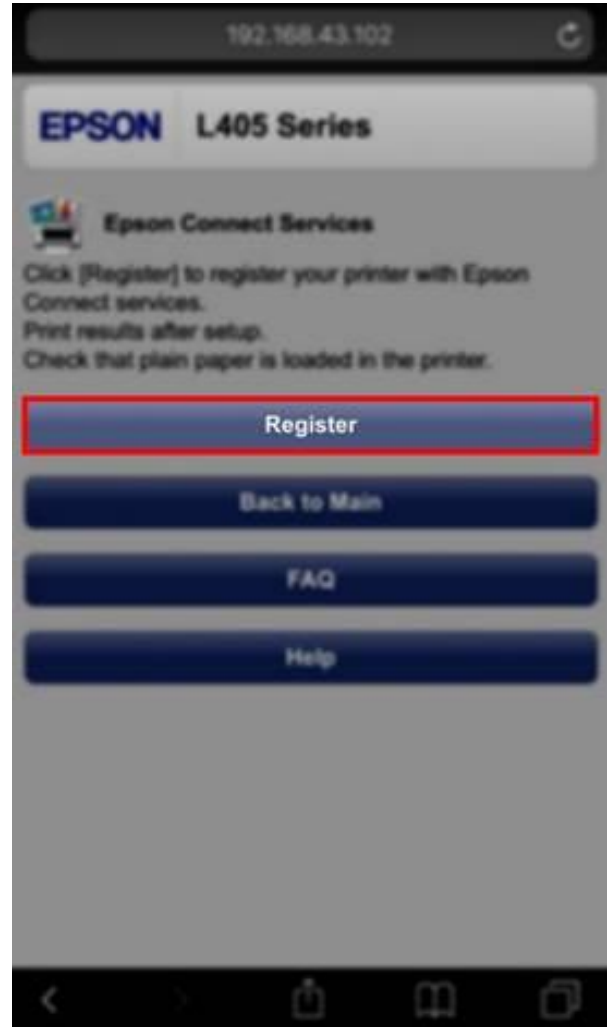 192.168.43.102
EPSON L405 Series
Epson Connect Services
Click [Register] to register your printer with Epson
Connect services.
Print results after setup.
Check that plain paper is loaded in the printer.
Register
Back to Main
FAQ
Help